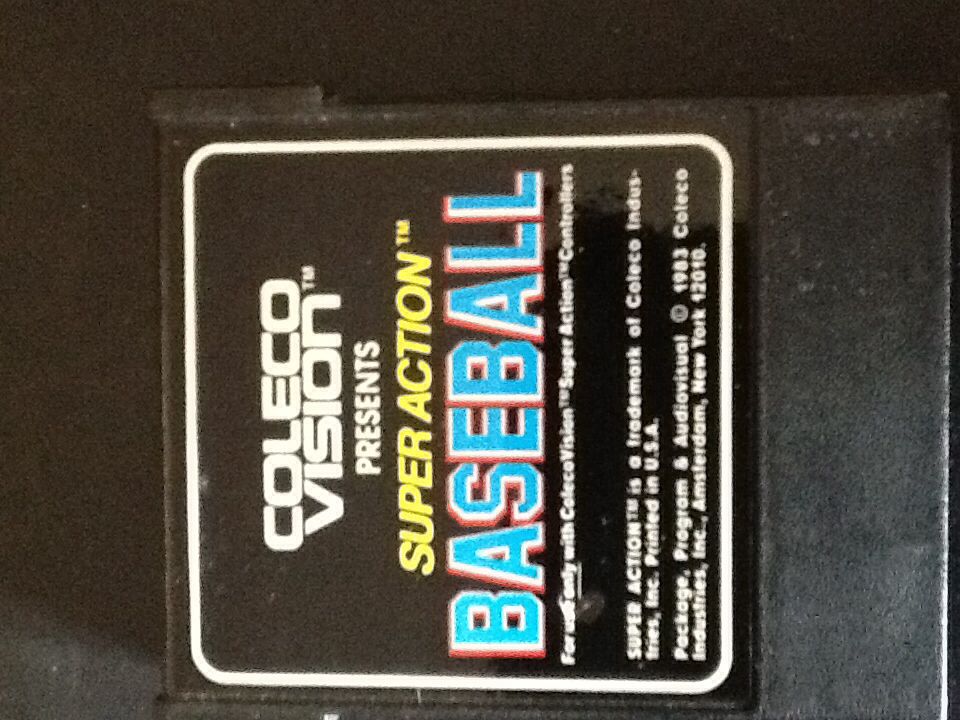 COLECO
VISION™
PRESENTS
SUPER ACTION™
BASEBALL
For use only with ColecoVision™ Super Action™ Controllers
SUPER ACTION™ is a trademark of Coleco Indus-
tries, Inc. Printed in U.S.A.
Package, Program & Audiovisual © 1983 Coleco
Industries, Inc., Amsterdam, New York 12010.